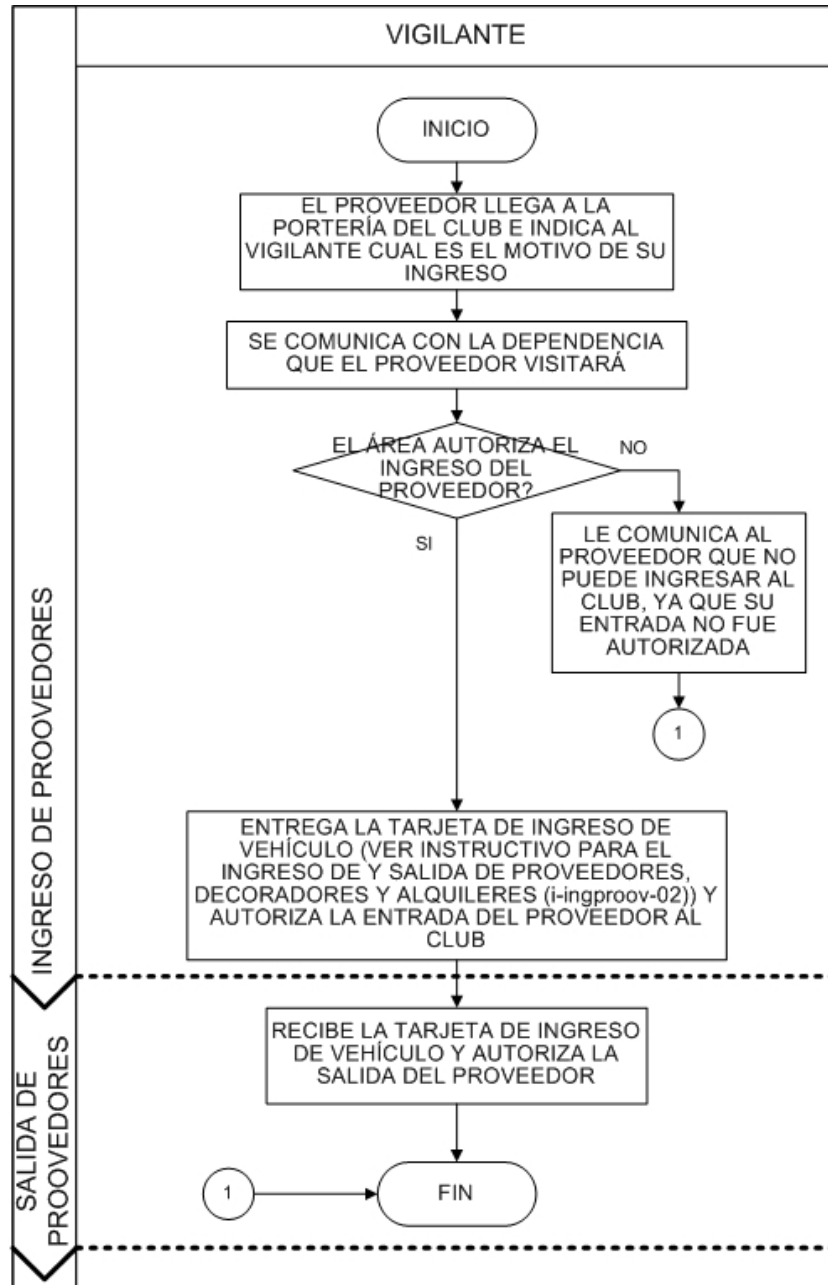 VIGILANTE
INICIO
EL PROVEEDOR LLEGA A LA
PORTERÍA DEL CLUB E INDICA AL
VIGILANTE CUAL ES EL MOTIVO DE SU
INGRESO
SE COMUNICA CON LA DEPENDENCIA
QUE EL PROVEEDOR VISITARÁ
EL ÁREA AUTORIZA EL
INGRESO DEL
PROVEEDOR?
NO
SI
LE COMUNICA AL
PROVEEDOR QUE NO
PUEDE INGRESAR AL
CLUB, YA QUE SU
ENTRADA NO FUE
AUTORIZADA
1
ENTREGA LA TARJETA DE INGRESO DE
VEHÍCULO (VER INSTRUCTIVO PARA EL
INGRESO DE Y SALIDA DE PROVEEDORES,
DECORADORES Y ALQUILERES (i-ingproov-02)) Y
AUTORIZA LA ENTRADA DEL PROVEEDOR AL
CLUB
INGRESO DE PROOVEDORES
RECIBE LA TARJETA DE INGRESO
DE VEHÍCULO Y AUTORIZA LA
SALIDA DEL PROVEEDOR
1
FIN
SALIDA DE
PROOVEDORES